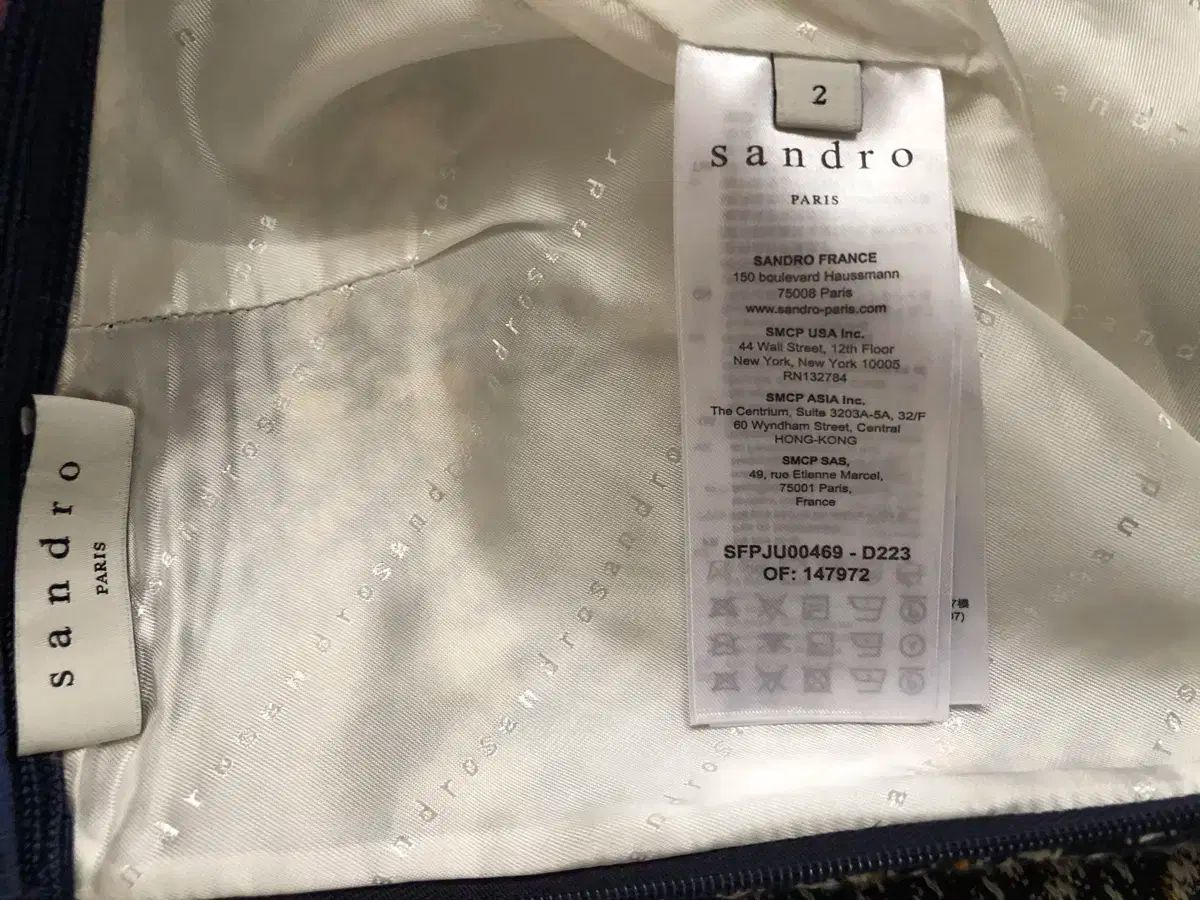 2
sandro
PARIS
SANDRO FRANCE
150 boulevard Haussmann
75008 Paris
www.sandro-paris.com
SMCP USA Inc.
44 Wall Street, 12th Floor
New York, New York 10005
RN132784
SMCP ASIA Inc.
The Centrium, Suite 3203A-5A, 32/F
60 Wyndham Street, Central
HONG-KONG
SMCP SAS,
49, rue Etienne Marcel,
75001 Paris,
France
SFPJU00469 - D223
OF: 147972
sandro
PARIS
sandrosandro